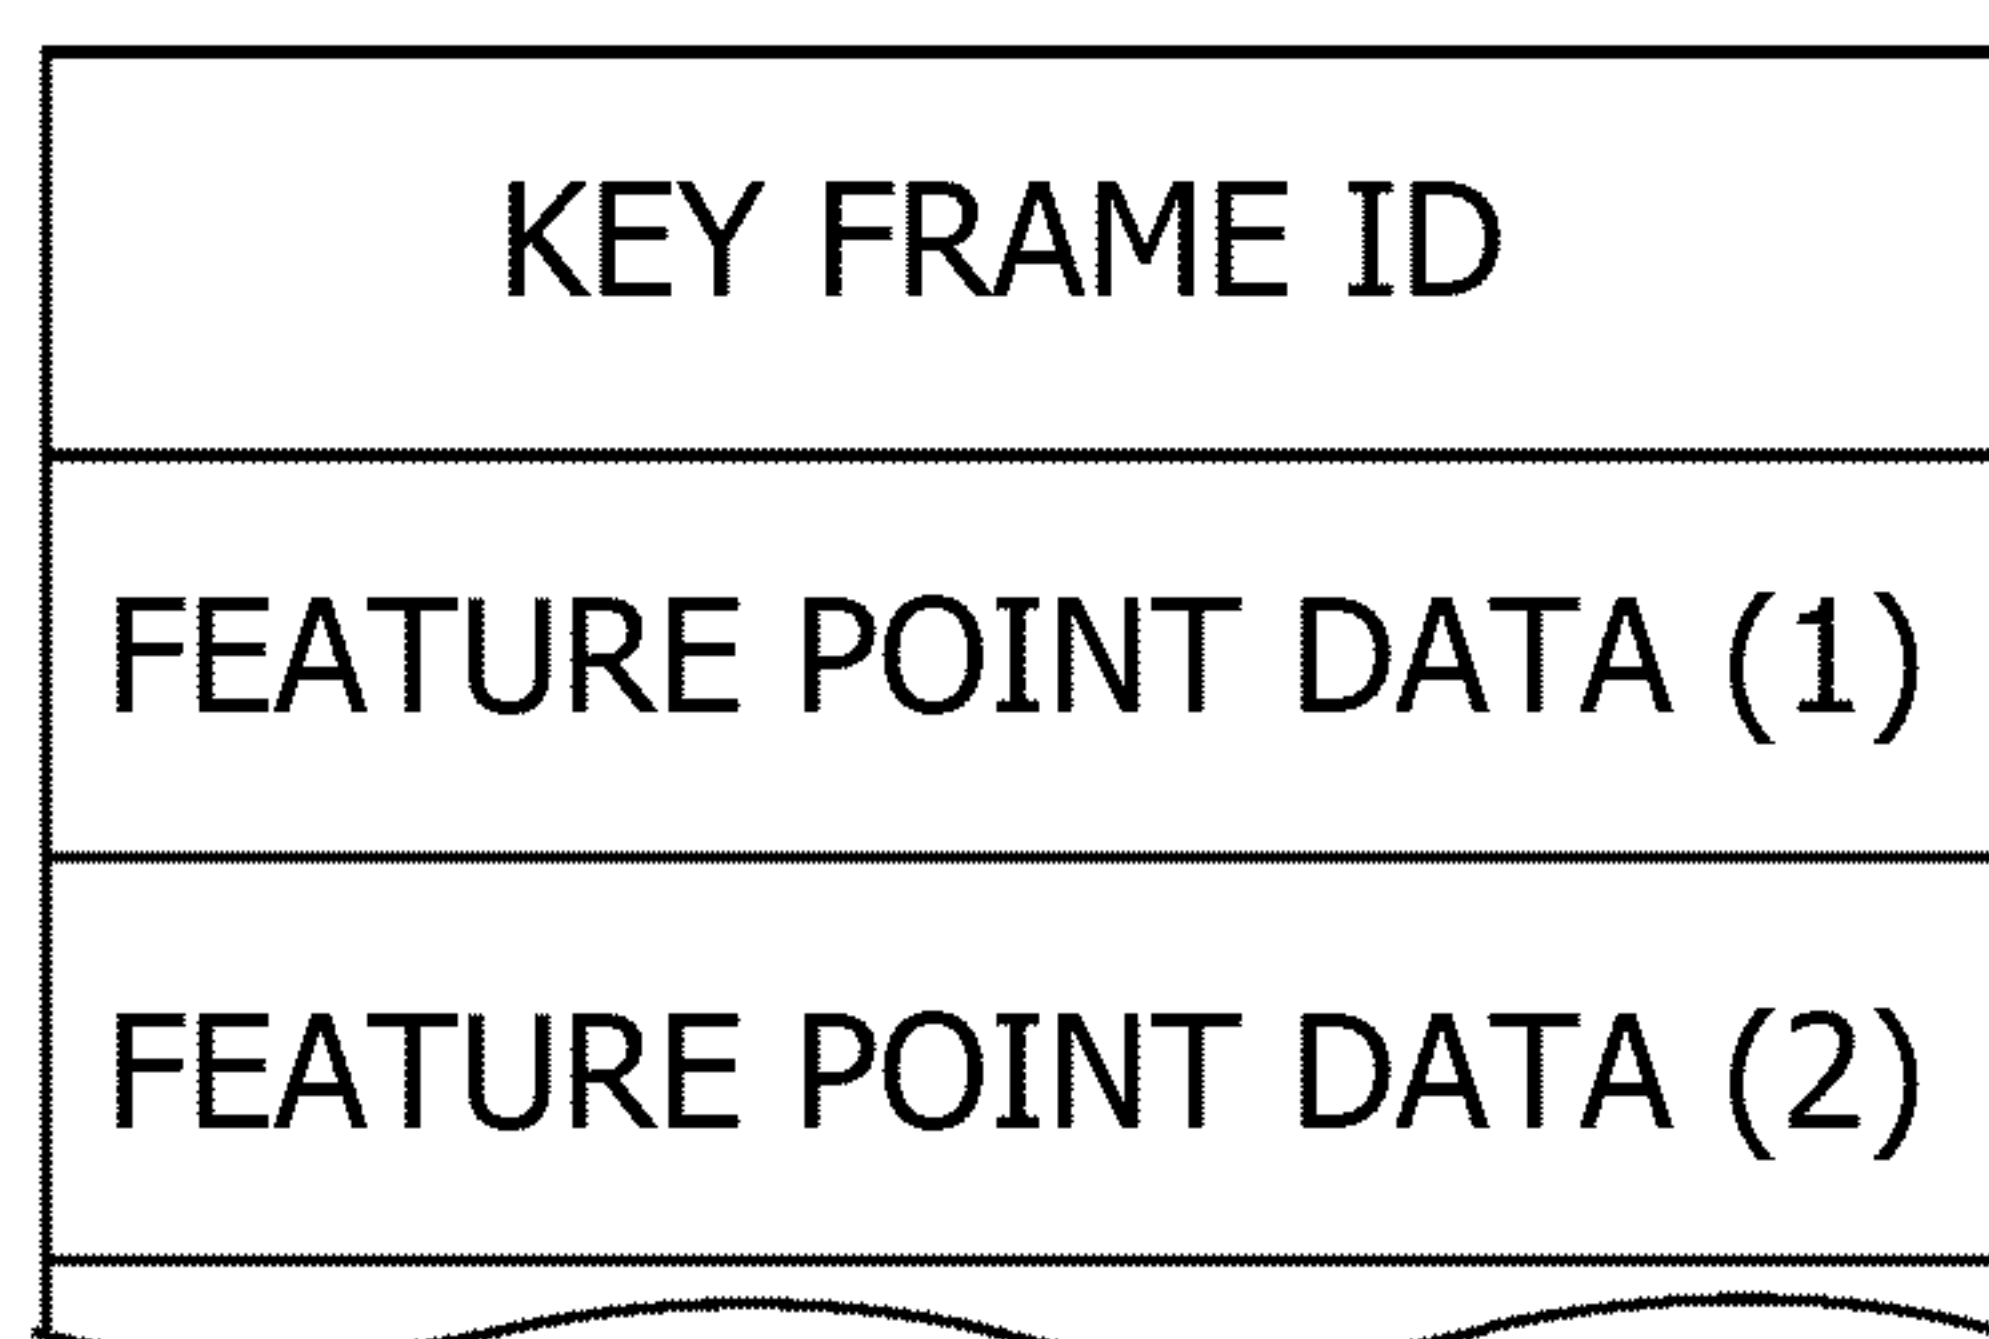 KEY FRAME ID
FEATURE POINT DATA (1)
FEATURE POINT DATA (2)